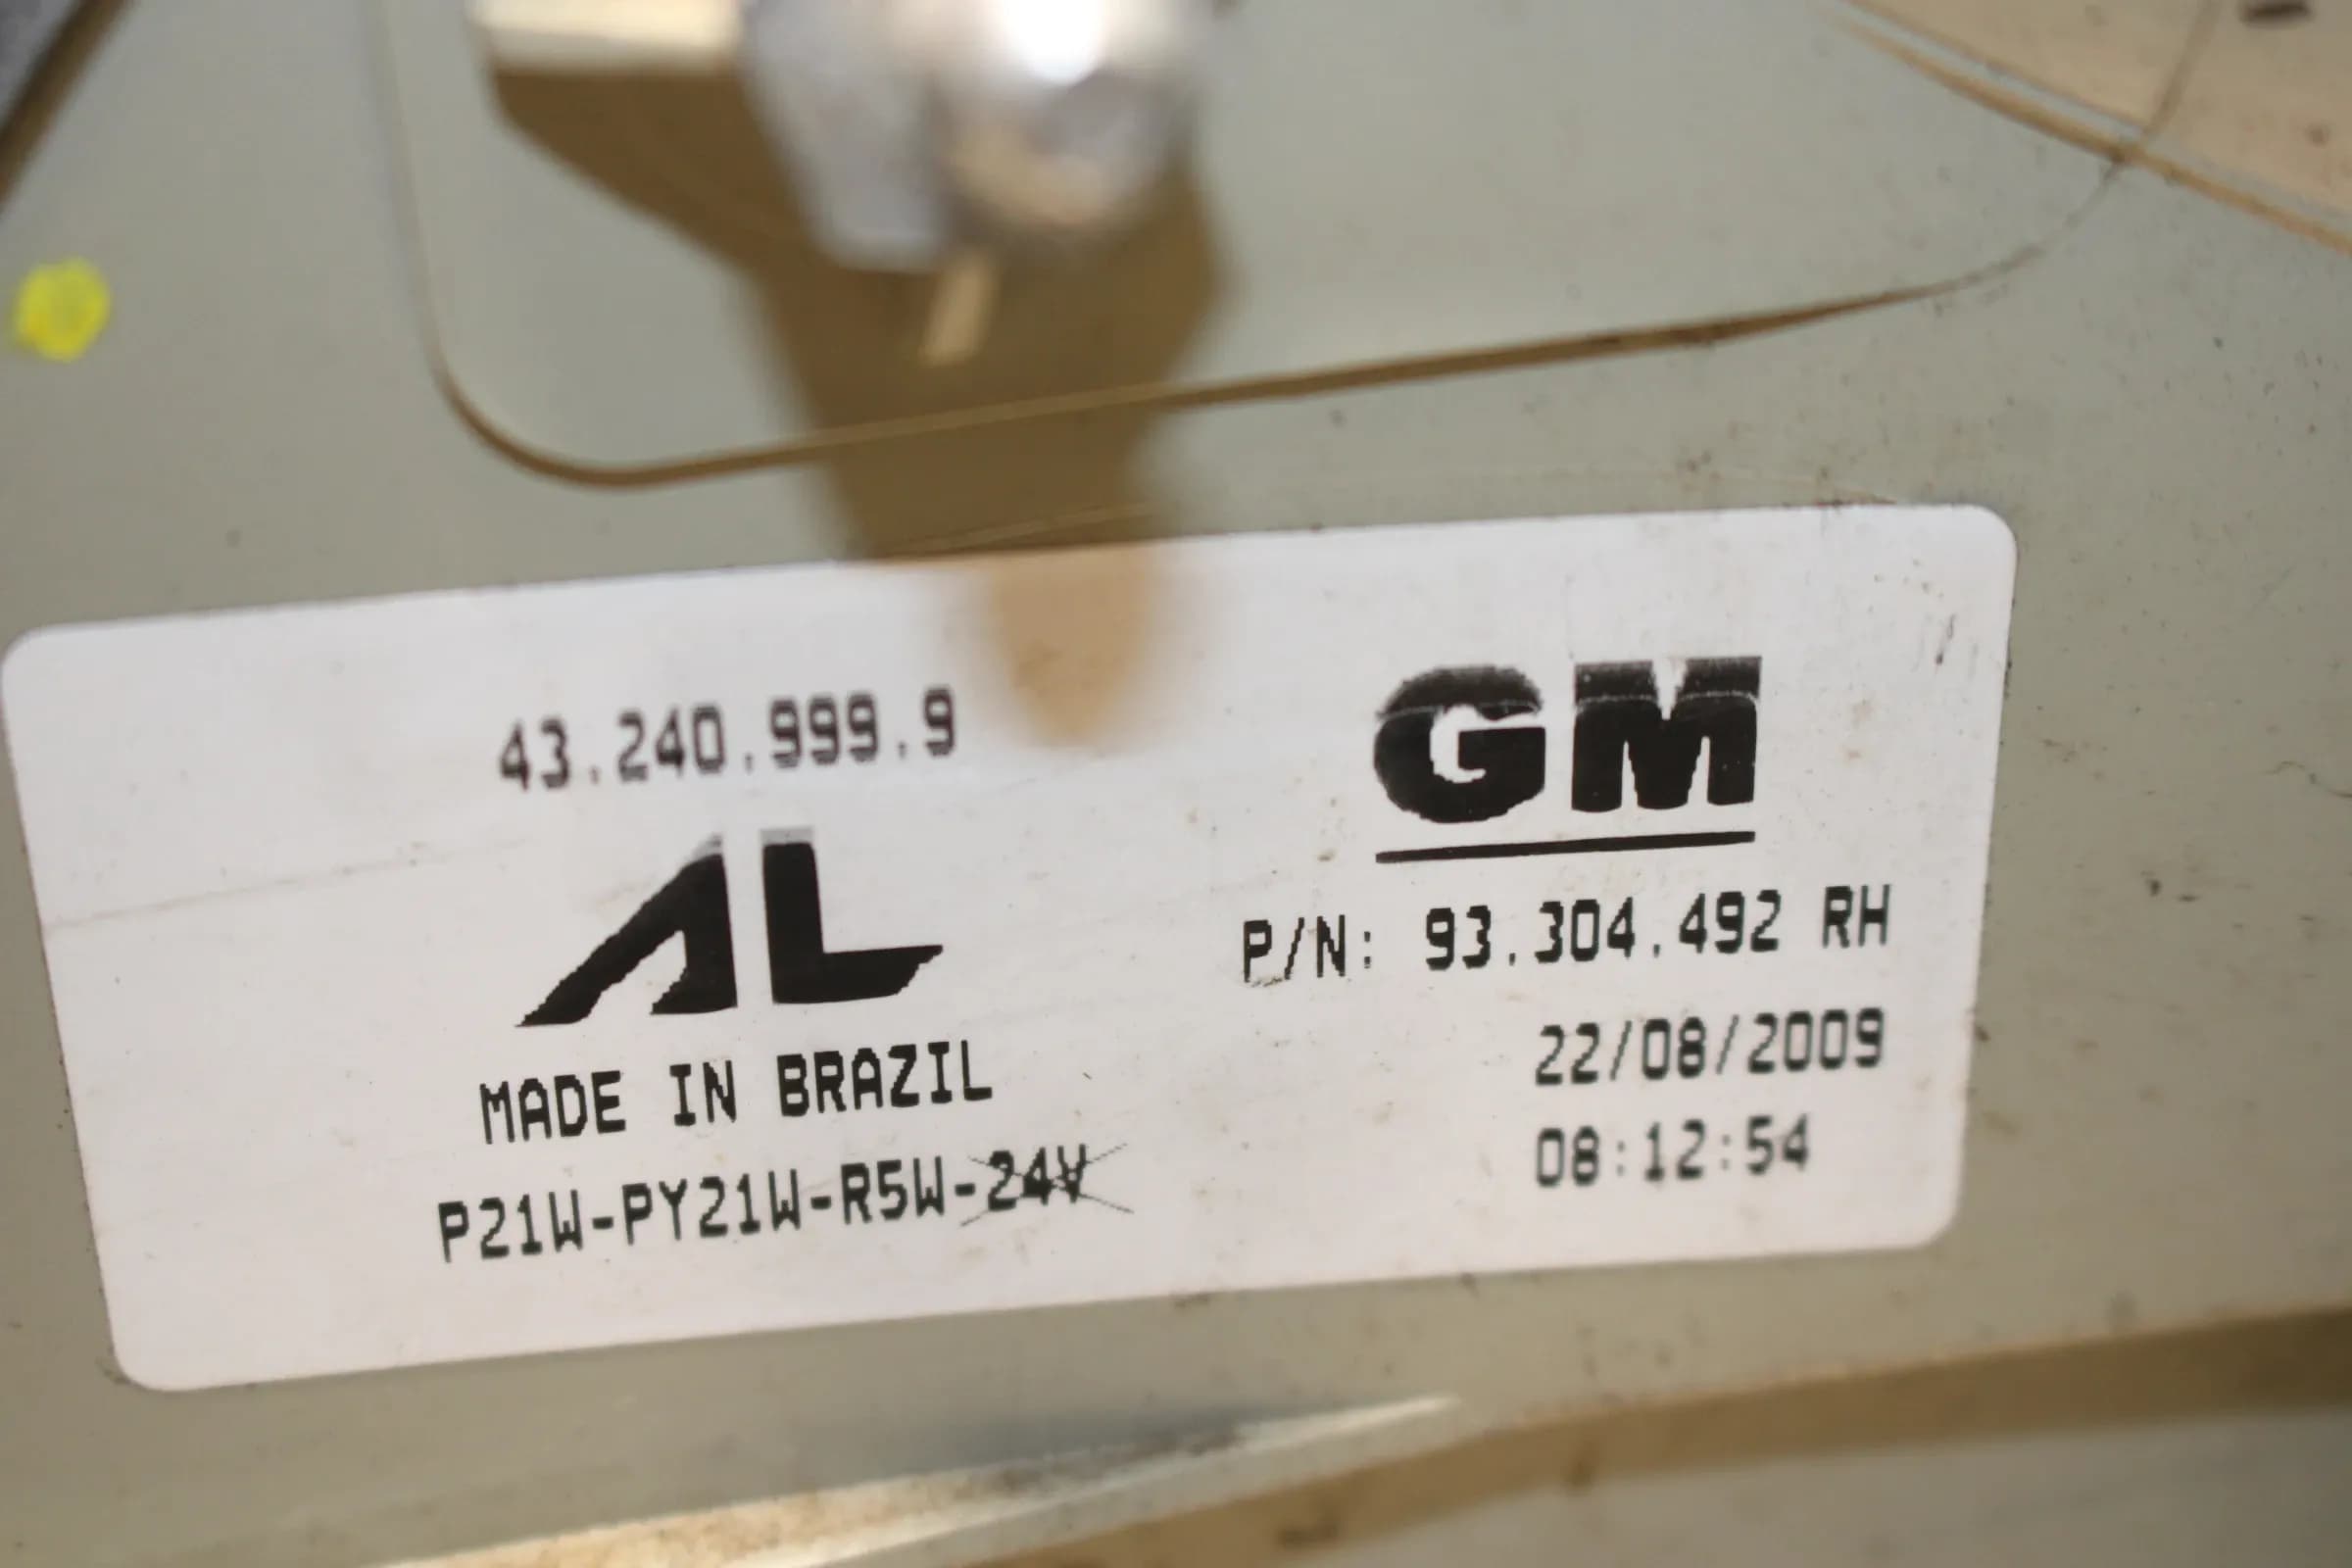 43.240.999.9
AL
MADE IN BRAZIL
P21W-PY21W-R5W-24V
GM
P/N: 93.304.492 RH
22/08/2009
08:12:54